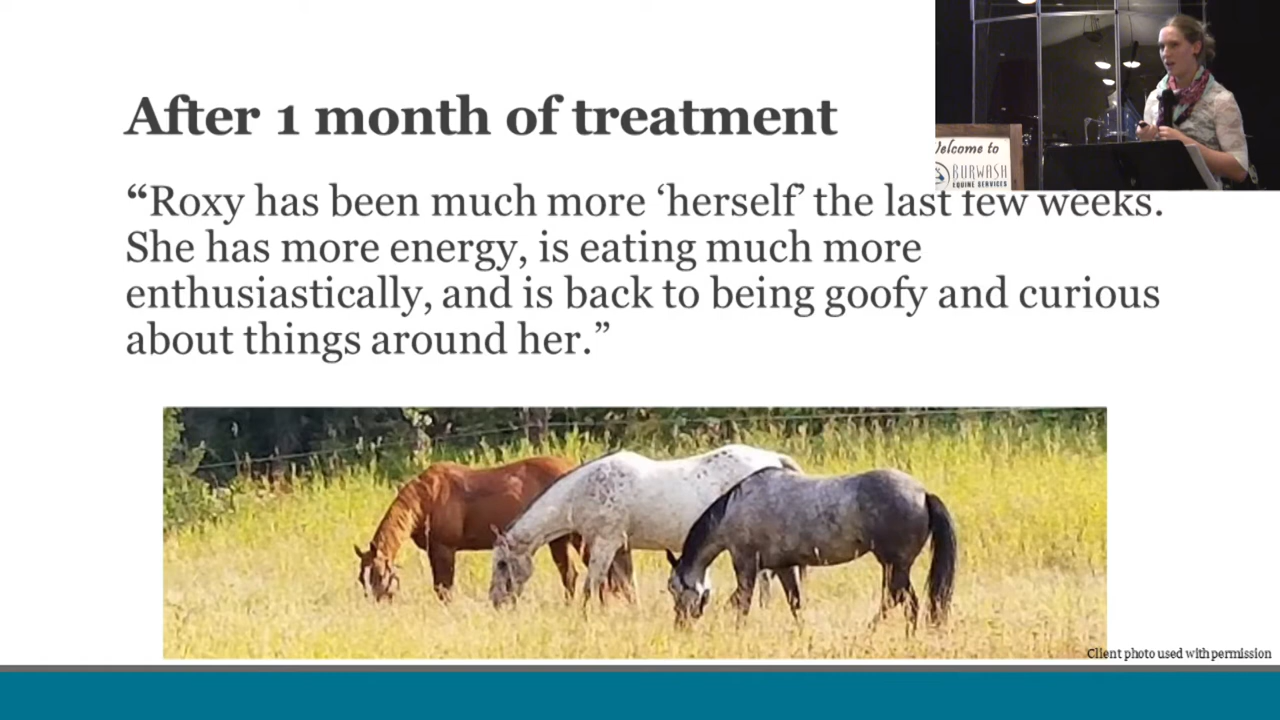 After 1 month of treatment
“Roxy has been much more ‘herself’ the last few weeks.
She has more energy, is eating much more
enthusiastically, and is back to being goofy and curious
about things around her.”
Welcome to
BURWASH
EQUINE SERVICES
Client photo used with permission